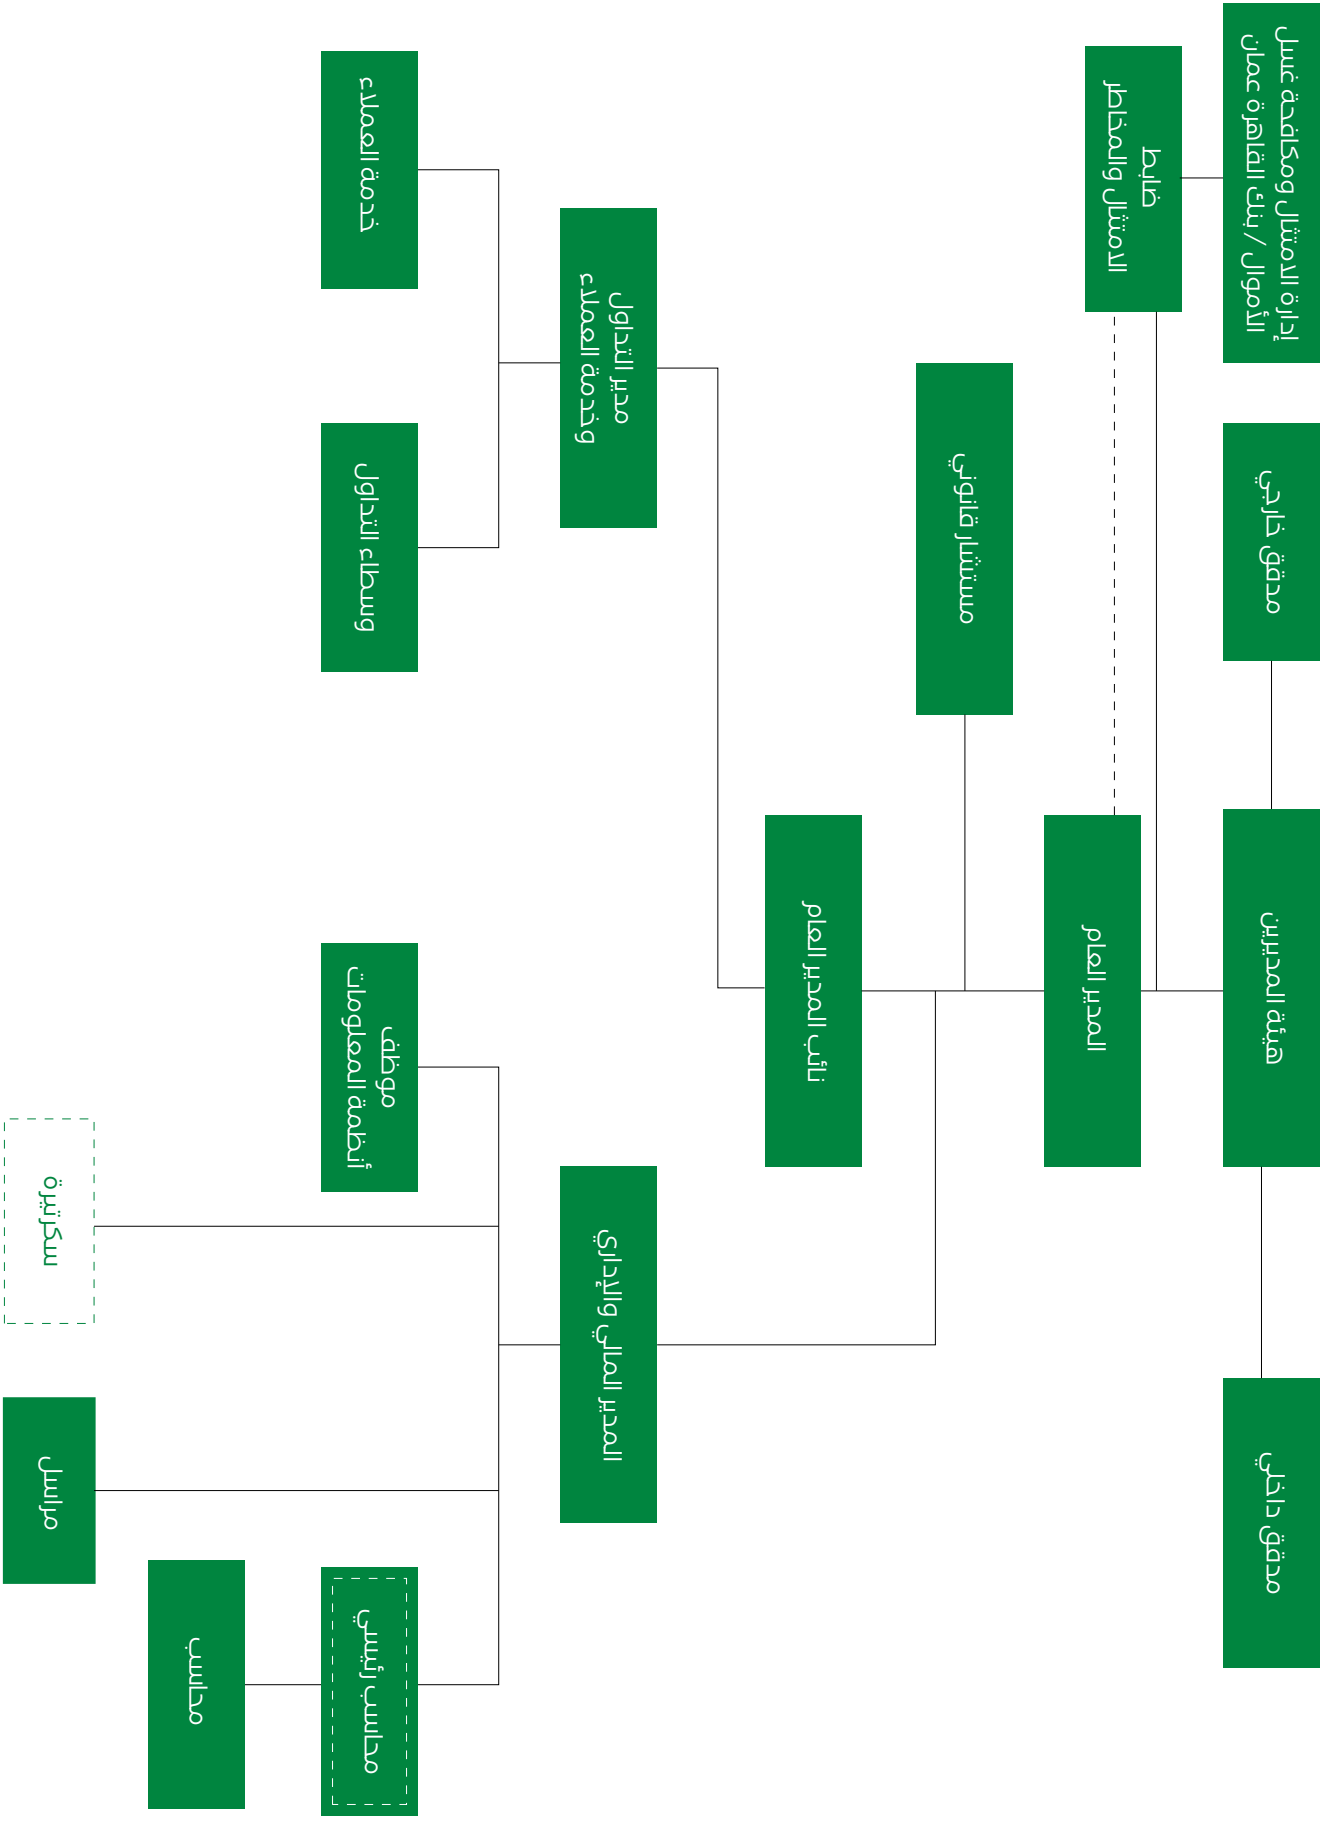 إدارة الامتثال ومكافحة غسل
الأموال / بنك القاهرة عمان
مدقق خارجي
هيئة المديرين
مدقق داخلي
ضابط
الامتثال والمخاطر
المدير العام
مستشار قانوني
نائب المدير العام
مدير التداول
وخدمة العملاء
المدير المالي والإداري
خدمة العملاء
وسطاء التداول
موظف
أنظمة المعلومات
محاسب رئيسي
محاسب
سكرتيرة
مراسل